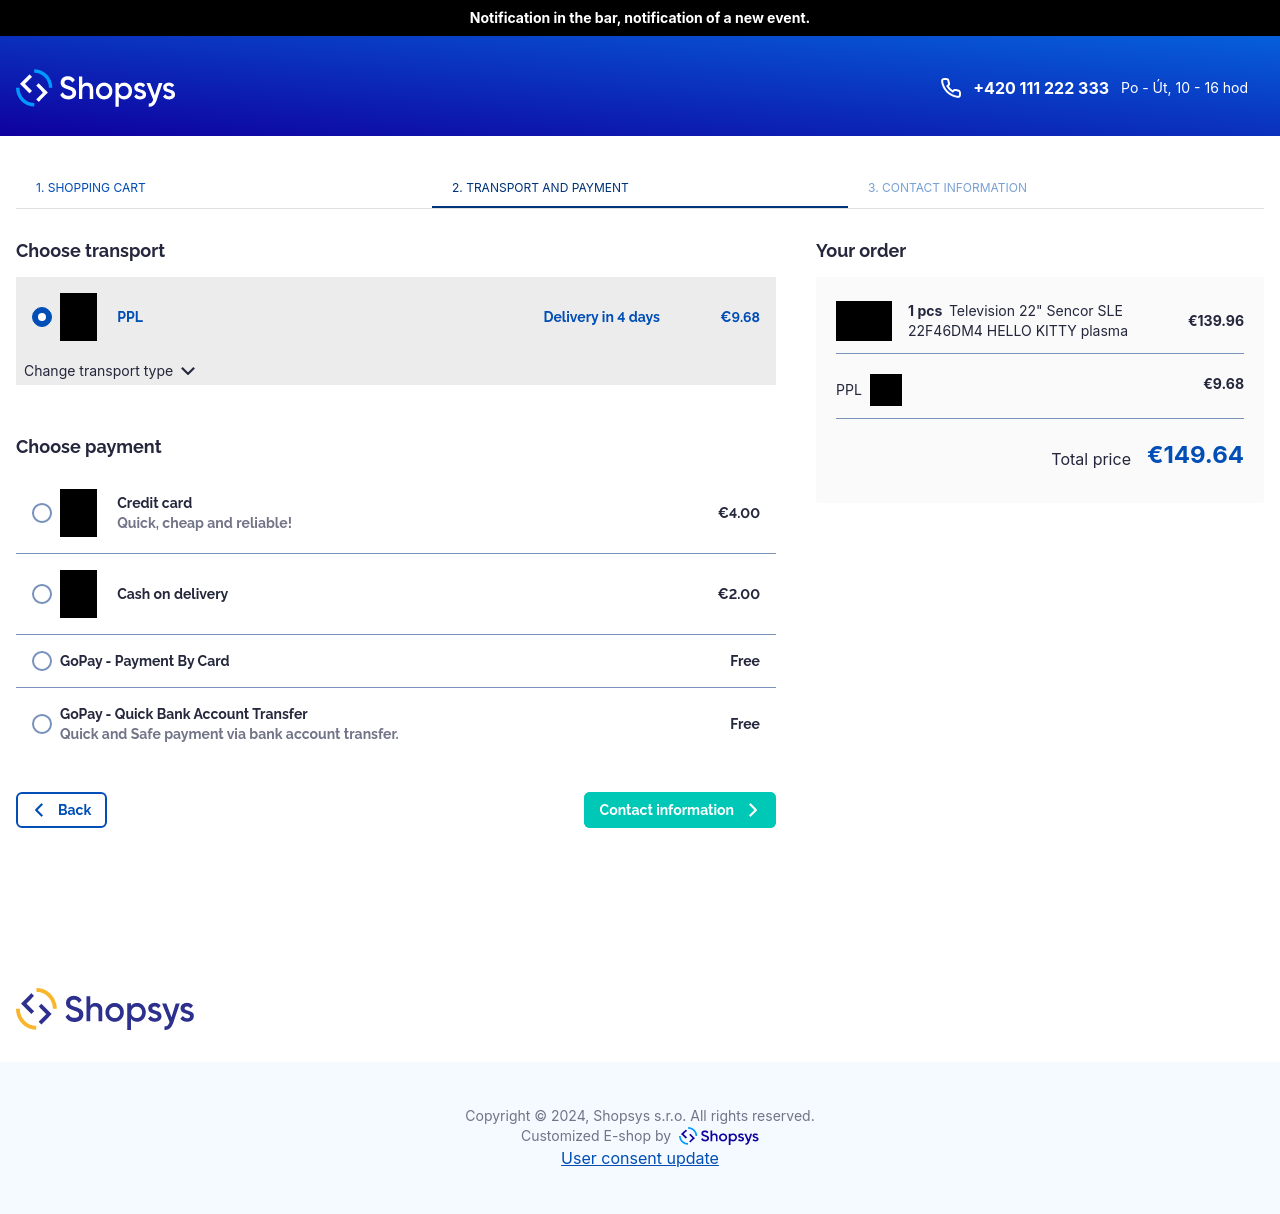 Notification in the bar, notification of a new event.
Shopsys
+420 111 222 333 Po - Út, 10 - 16 hod
1. SHOPPING CART
2. TRANSPORT AND PAYMENT
3. CONTACT INFORMATION
Choose transport
PPL Delivery in 4 days €9.68
Change transport type
Choose payment
Credit card
Quick, cheap and reliable!
€4.00
Cash on delivery €2.00
GoPay - Payment By Card Free
GoPay - Quick Bank Account Transfer
Quick and Safe payment via bank account transfer.
Free
Back
Contact information
Your order
1 pcs Television 22" Sencor SLE
22F46DM4 HELLO KITTY plasma
€139.96
PPL €9.68
Total price €149.64
Shopsys
Copyright © 2024, Shopsys s.r.o. All rights reserved.
Customized E-shop by Shopsys
User consent update